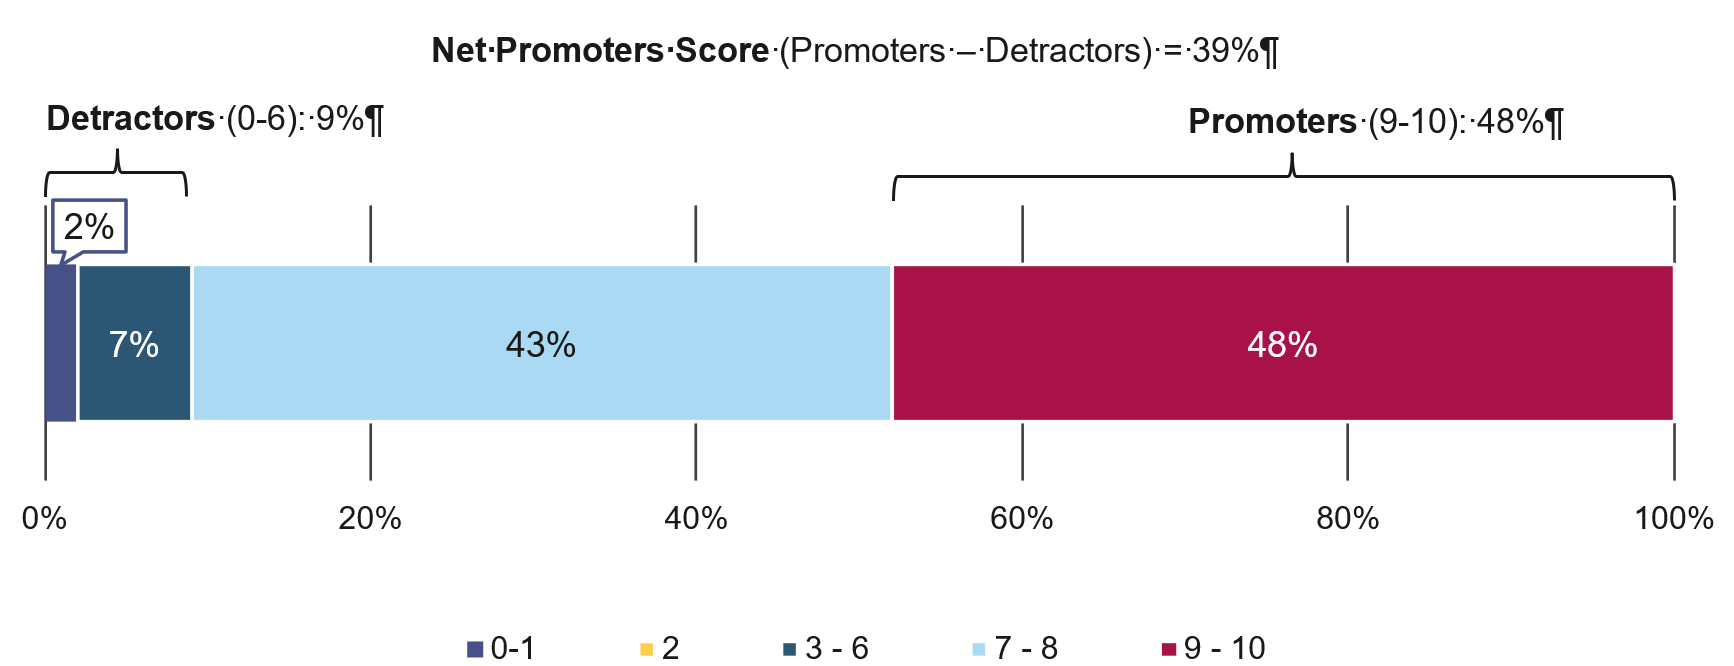 Net·Promoters·Score·(Promoters·–·Detractors)·=·39%¶
Detractors·(0-6):·9%¶
Promoters·(9-10):·48%¶
2%
7%
43%
48%
0%
20%
40%
60%
80%
100%
0-1
2
3 - 6
7 - 8
9 - 10